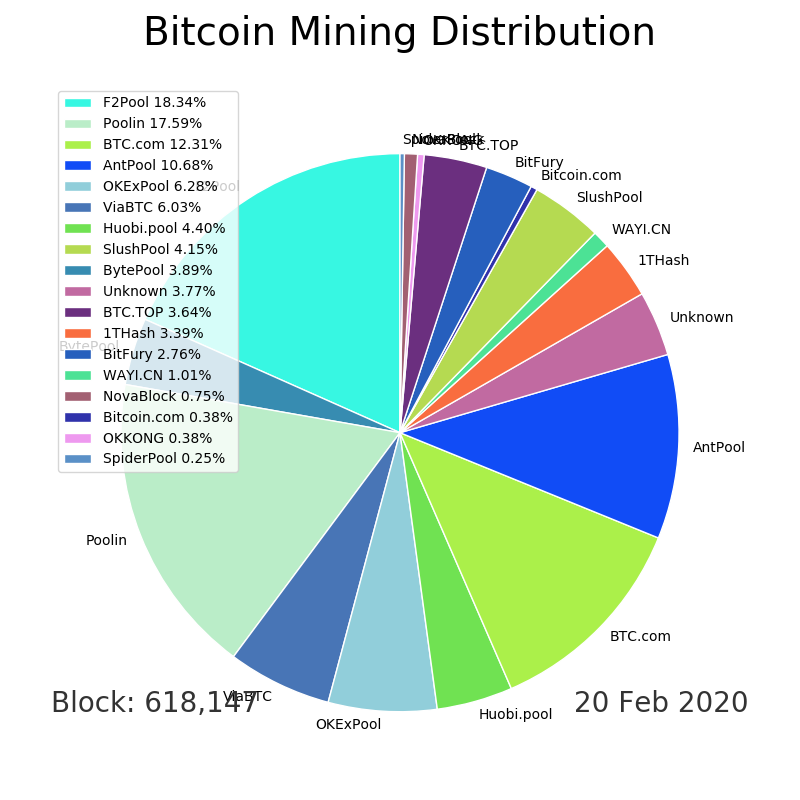 Bitcoin Mining Distribution
F2Pool 18.34%
Poolin 17.59%
BTC.com 12.31%
AntPool 10.68%
OKExPool 6.28%
ViaBTC 6.03%
Huobi.pool 4.40%
SlushPool 4.15%
BytePool 3.89%
Unknown 3.77%
BTC.TOP 3.64%
1THash 3.39%
BitFury 2.76%
WAYI.CN 1.01%
NovaBlock 0.75%
Bitcoin.com 0.38%
OKKONG 0.38%
SpiderPool 0.25%
SpiderPool
NovaBlock
OKKONG
BTC.TOP
BitFury
Bitcoin.com
SlushPool
WAYI.CN
1THash
Unknown
AntPool
BTC.com
Huobi.pool
OKExPool
ViaBTC
Poolin
BytePool
F2Pool
Block: 618,147
20 Feb 2020